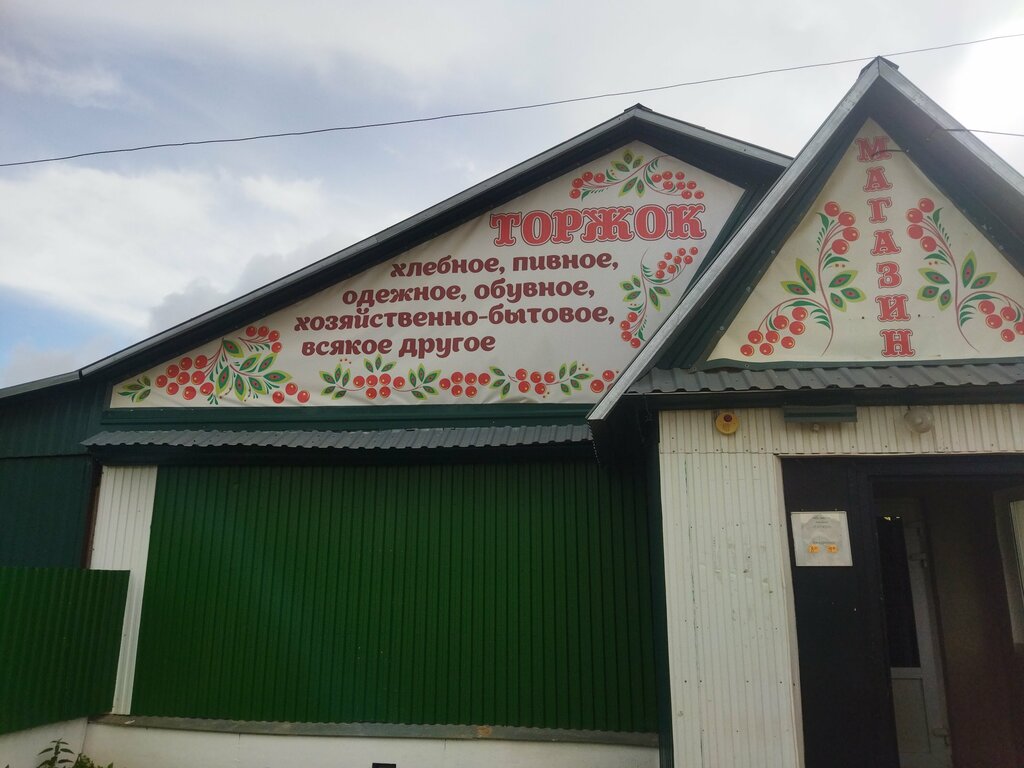 ТОРЖОК
хлебное, пивное,
одежное, обувное,
хозяйственно-бытовое,
всякое другое
МАГАЗИН